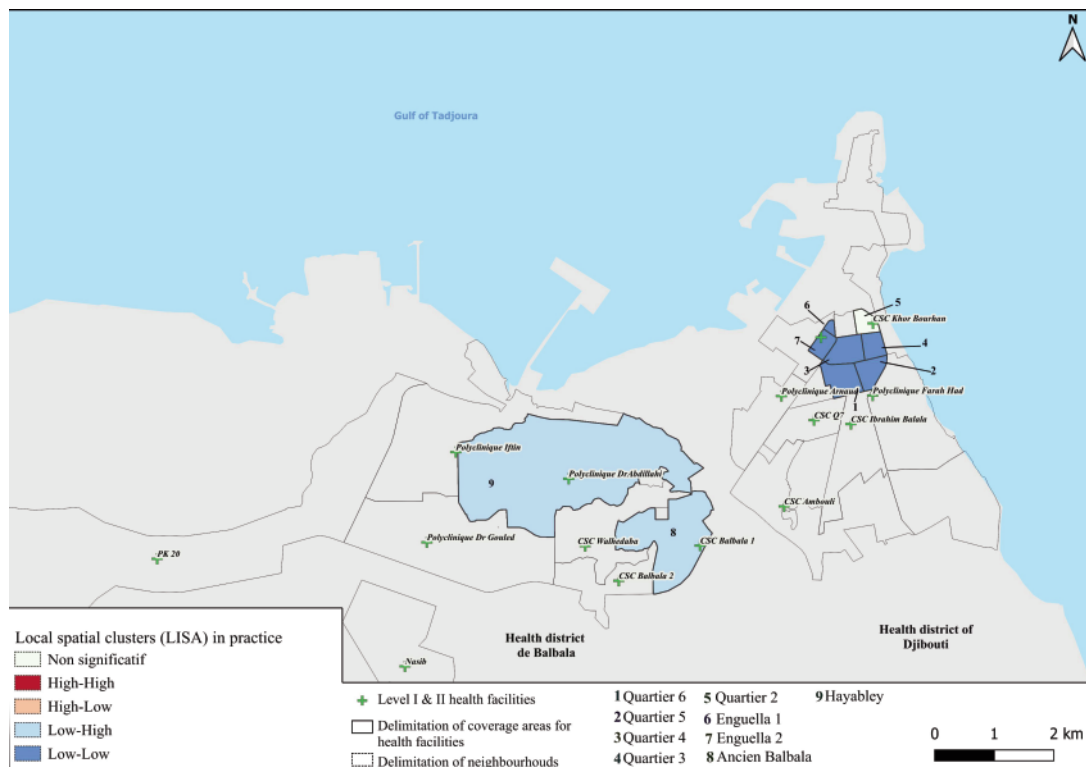 N
Gulf of Tadjoura
5
6
CSC Khor Bourhan
4
7
3
2
Polyclinique Arnaud
Polyclinique Farah Had
1
CSC Q7
CSC Ibrahim Balala
Polyclinique Iftin
9
Polyclinique DrAbdillahi
CSC Ambouli
8
Polyclinique Dr Gouled
CSC Walhedaba
CSC Balbala 1
PK 20
CSC Balbala 2
Health district
de Balbala
Health district of
Djibouti
Nasib
Local spatial clusters (LISA) in practice
Non significatif
High-High
High-Low
Low-High
Low-Low
Level I & II health facilities
Delimitation of coverage areas for
health facilities
Delimitation of neighbourhouds
1 Quartier 6
2 Quartier 5
3 Quartier 4
4 Quartier 3
5 Quartier 2
6 Enguella 1
7 Enguella 2
8 Ancien Balbala
9 Hayabley
0 1 2 km